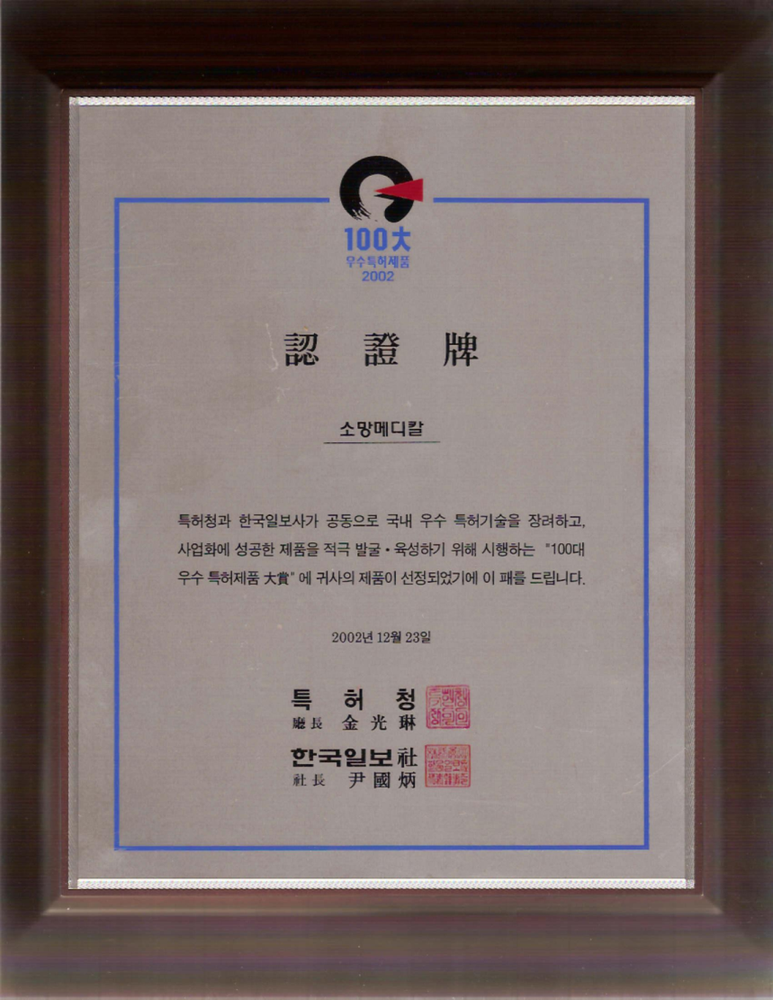 100大
우수특허제품
2002
認 證 牌
소망메디칼
특허청과 한국일보사가 공동으로 국내 우수 특허기술을 장려하고,
사업화에 성공한 제품을 적극 발굴・육성하기 위해 시행하는 "100대
우수 특허제품 大賞" 에 귀사의 제품이 선정되었기에 이 패를 드립니다.
2002년 12월 23일
특 허 청
廳長 金光琳
한국일보社
社長 尹國炳